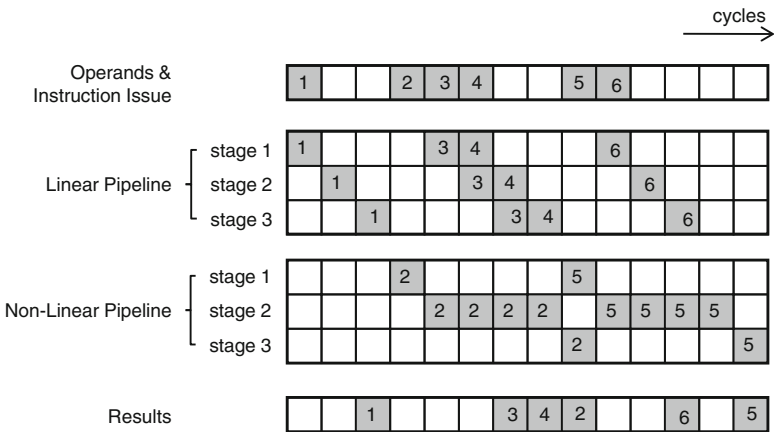 cycles
Operands &
Instruction Issue
1 2 3 4 5 6
Linear Pipeline
stage 1
1 3 4 6
stage 2
1 3 4 6
stage 3
1 3 4 6
Non-Linear Pipeline
stage 1
2 5
stage 2
2 2 2 2 5 5 5 5
stage 3
2 5
Results
1 3 4 2 6 5